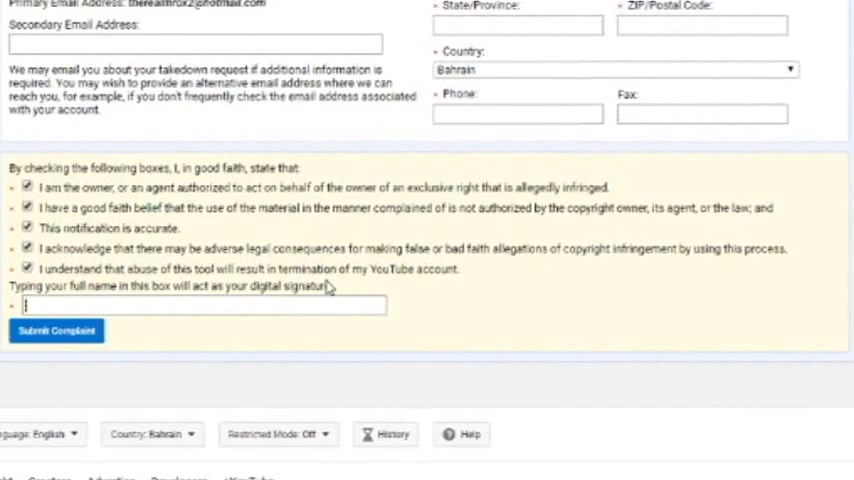 Primary Email Address:
Secondary Email Address:
We may email you about your takedown request if additional information is
required. You may wish to provide an alternative email address where we can
reach you, for example, if you don't frequently check the email address associated
with your account.
• State/Province:
• ZIP/Postal Code:
• Country:
Bahrain
• Phone:
Fax:
By checking the following boxes, I, in good faith, state that:
• I am the owner, or an agent authorized to act on behalf of the owner of an exclusive right that is allegedly infringed.
• I have a good faith belief that the use of the material in the manner complained of is not authorized by the copyright owner, its agent, or the law; and
• This notification is accurate.
• I acknowledge that there may be adverse legal consequences for making false or bad faith allegations of copyright infringement by using this process.
• I understand that abuse of this tool will result in termination of my YouTube account.
Typing your full name in this box will act as your digital signature
Submit Complaint
nguage: English
Country: Bahrain
Restricted Mode: Off
History
Help
Creators Advertise Developers +YouTube